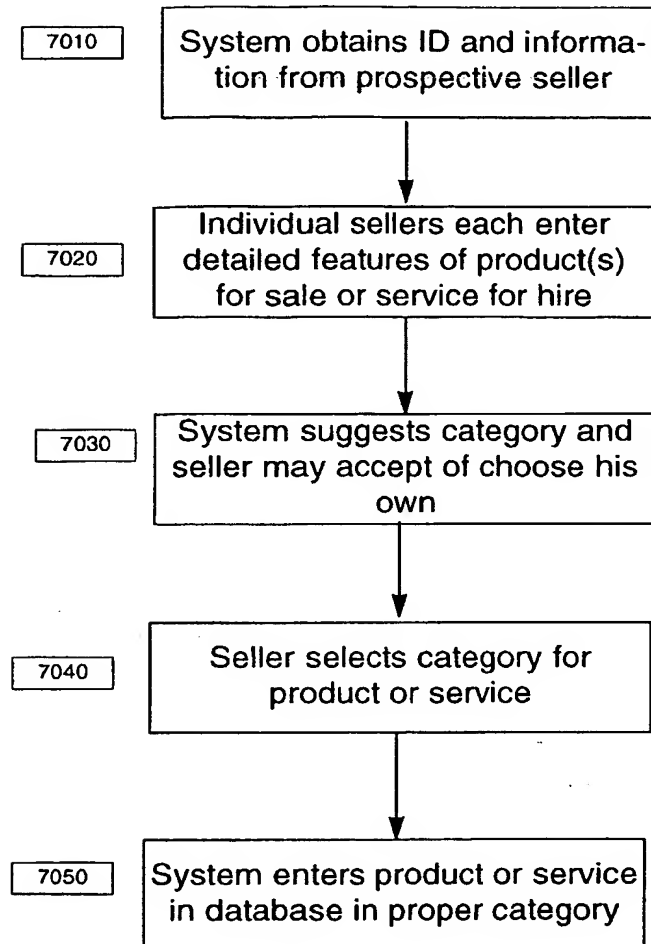 7010
System obtains ID and informa-
tion from prospective seller
7020
Individual sellers each enter
detailed features of product(s)
for sale or service for hire
7030
System suggests category and
seller may accept of choose his
own
7040
Seller selects category for
product or service
7050
System enters product or service
in database in proper category